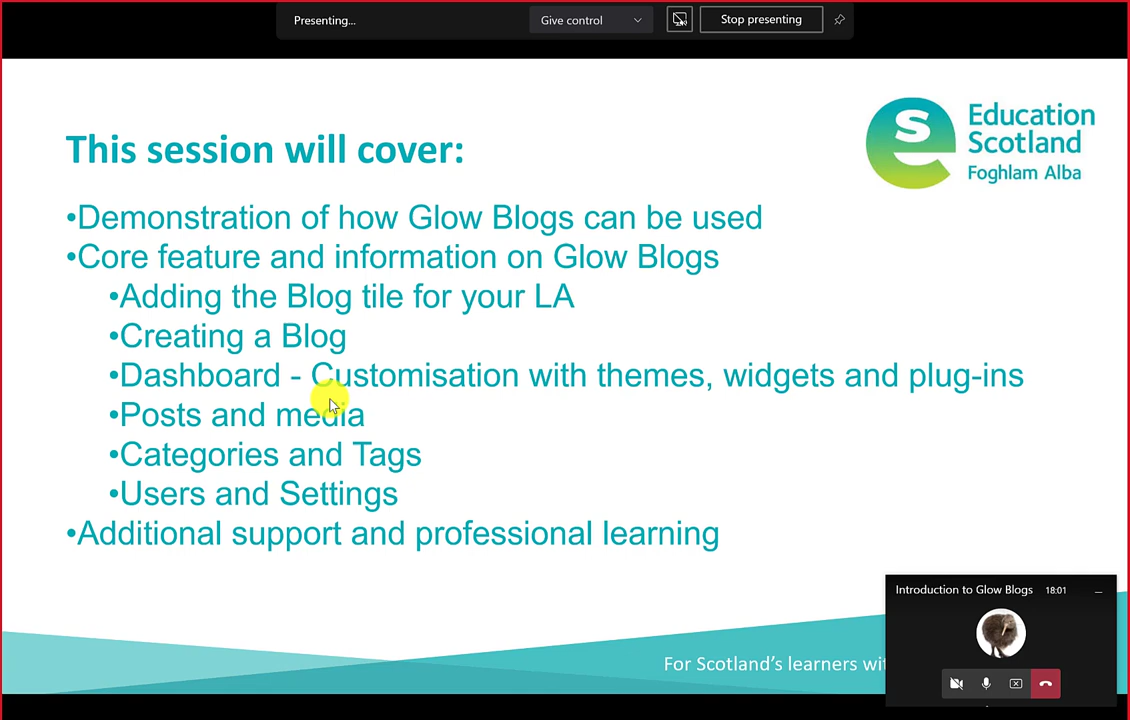 Presenting...
Give control
Stop presenting
Education
Scotland
Foghlam Alba
This session will cover:
•Demonstration of how Glow Blogs can be used
•Core feature and information on Glow Blogs
•Adding the Blog tile for your LA
•Creating a Blog
•Dashboard - Customisation with themes, widgets and plug-ins
•Posts and media
•Categories and Tags
•Users and Settings
•Additional support and professional learning
Introduction to Glow Blogs 18:01
For Scotland's learners